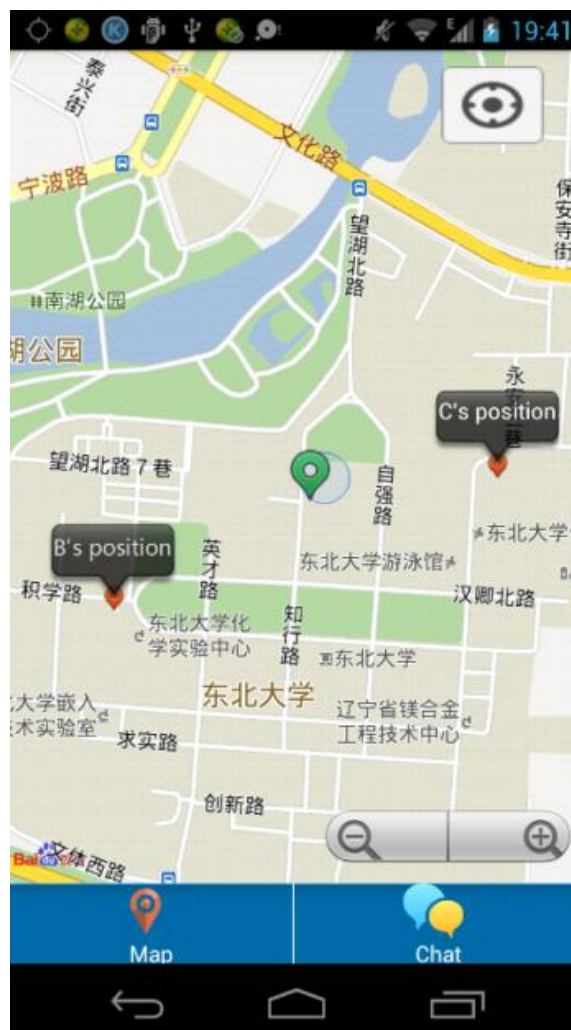 19:41
泰兴街
文化路
宁波路
保安寺街
望湖北路
南湖公园
湖公园
永安二巷
C's position
望湖北路7巷
自强路
东北大学
B's position
英才路
东北大学游泳馆
积学路
汉卿北路
知行路
东北大学化
学实验中心
东北大学
东北大学
大学嵌入
术实验室
辽宁省镁合金
工程技术中心
求实路
创新路
文体西路
Bai du
Map
Chat